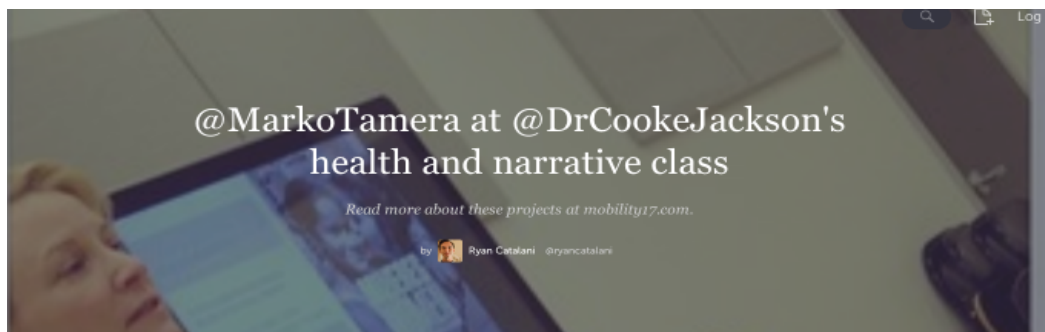 Log
@MarkoTamera at @DrCookeJackson's
health and narrative class
Read more about these projects at mobility17.com.
by Ryan Catalani @ryancatalani